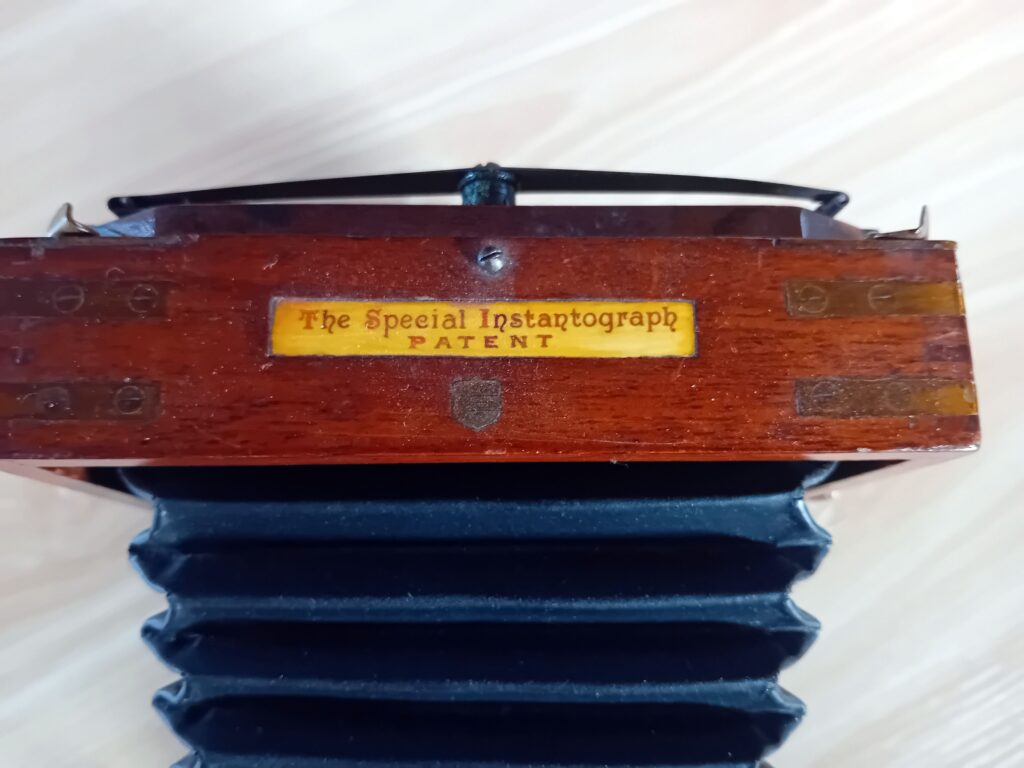 The Special Instantograph
PATENT